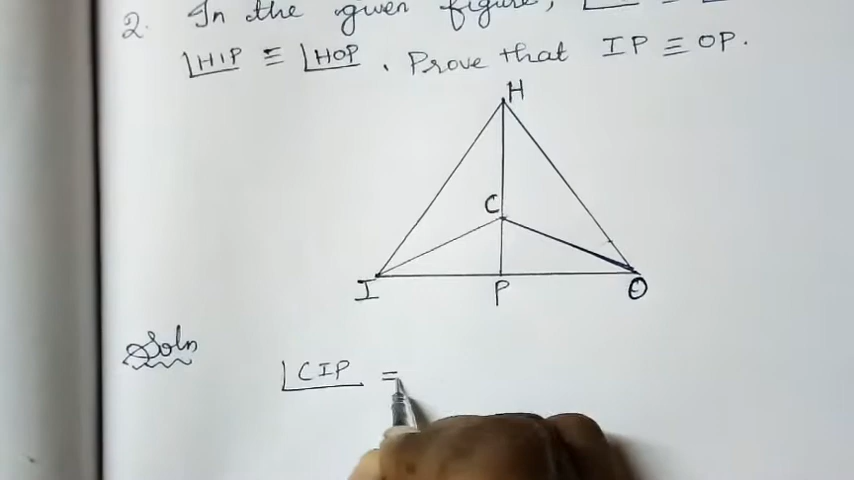 2. In the given figure,
∠HIP ≡ ∠HOP. Prove that IP ≡ OP.
H
C
I P O
Soln
∠CIP =